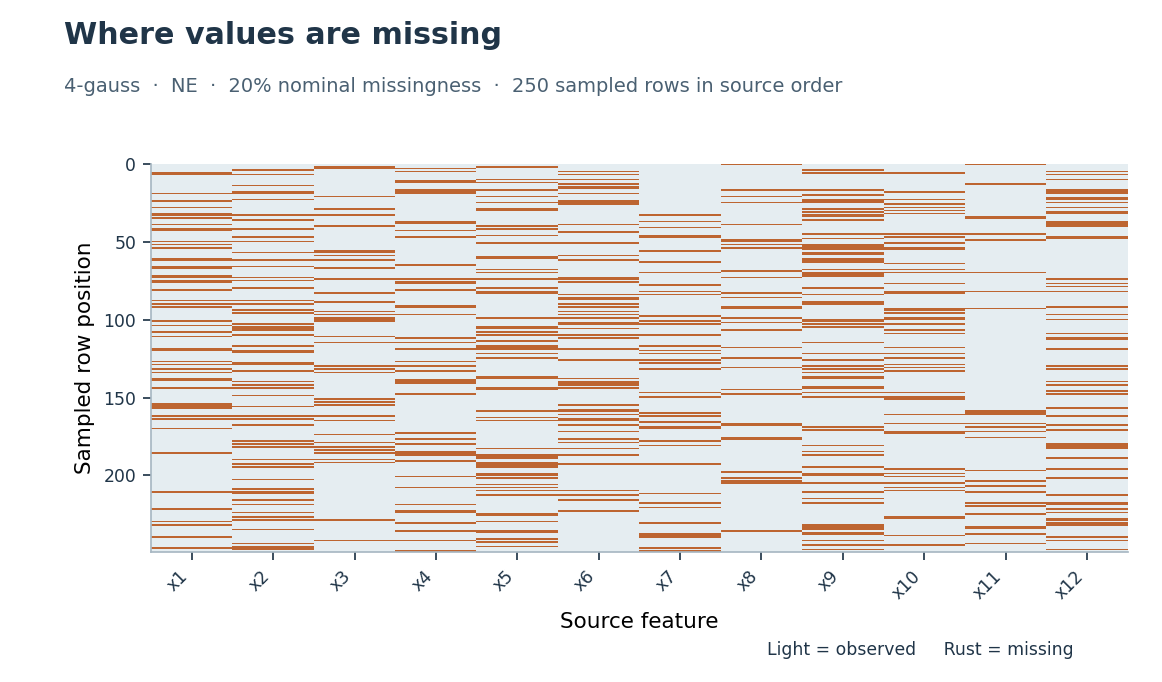 Where values are missing
4-gauss · NE · 20% nominal missingness · 250 sampled rows in source order
0
50
100
150
200
Sampled row position
x1 x2 x3 x4 x5 x6 x7 x8 x9 x10 x11 x12
Source feature
Light = observed Rust = missing